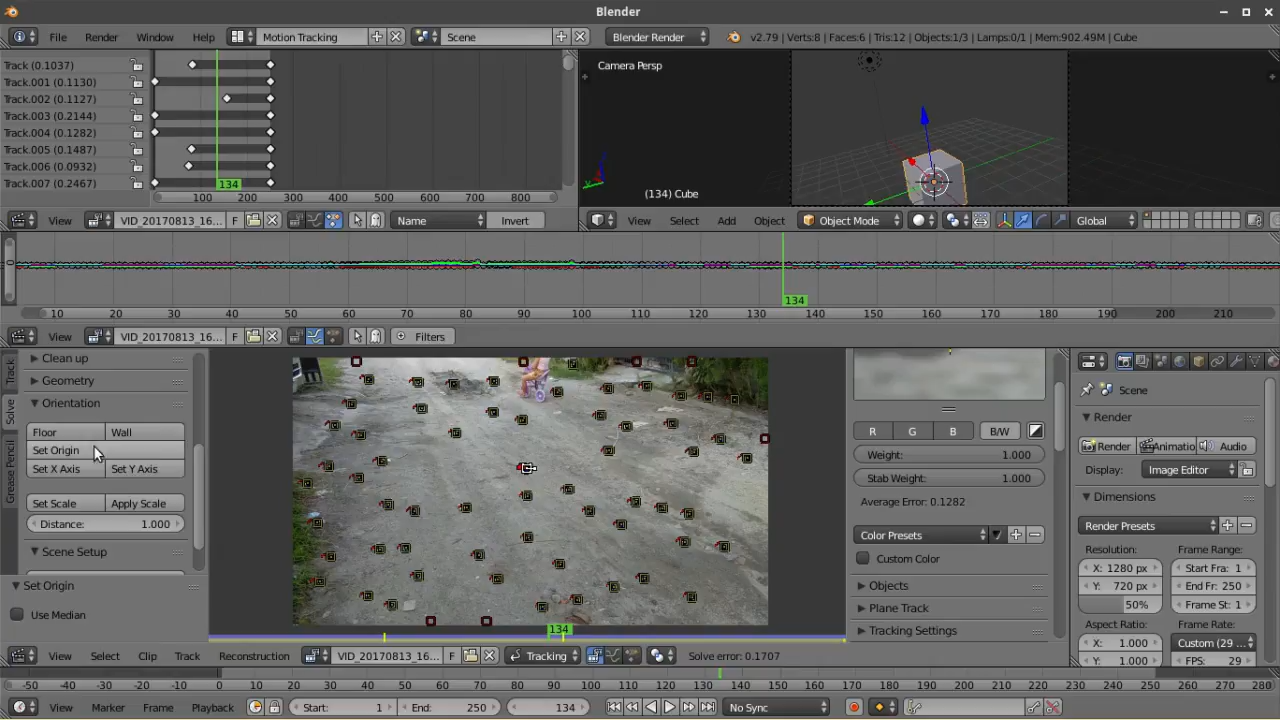 Blender
File Render Window Help Motion Tracking Scene Blender Render v2.79 | Verts:8 | Faces:6 | Tris:12 | Objects:1/3 | Lamps:0/1 | Mem:902.49M | Cube
Track (0.1037)
Track.001 (0.1130)
Track.002 (0.1127)
Track.003 (0.2144)
Track.004 (0.1282)
Track.005 (0.1487)
Track.006 (0.0932)
Track.007 (0.2467)
134
100 200 300 400 500 600 700 800
View VID_20170813_16... F Name Invert
Camera Persp
(134) Cube
View Select Add Object Object Mode Global
0
134
10 20 30 40 50 60 70 80 90 100 110 120 130 140 150 160 170 180 190 200 210
View VID_20170813_16... F Filters
Track
Solve
Grease Pencil
Clean up
Geometry
Orientation
Floor Wall
Set Origin
Set X Axis Set Y Axis
Set Scale Apply Scale
Distance: 1.000
Scene Setup
Set Origin
Use Median
134
R G B B/W
Weight: 1.000
Stab Weight: 1.000
Average Error: 0.1282
Color Presets
Custom Color
Objects
Plane Track
Tracking Settings
Scene
Render
Render Animatio Audio
Display: Image Editor
Dimensions
Render Presets
Resolution: Frame Range:
X: 1280 px Start Fra: 1
Y: 720 px End Fr: 250
50% Frame St: 1
Aspect Ratio: Frame Rate:
X: 1.000 Custom (29 ...
Y: 1.000 FPS: 29
View Select Clip Track Reconstruction VID_20170813_16... F Tracking Solve error: 0.1707
-50 -40 -30 -20 -10 0 10 20 30 40 50 60 70 80 90 100 110 120 130 140 150 160 170 180 190 200 210 220 230 240 250 260 270 280
View Marker Frame Playback Start: 1 End: 250 134 No Sync